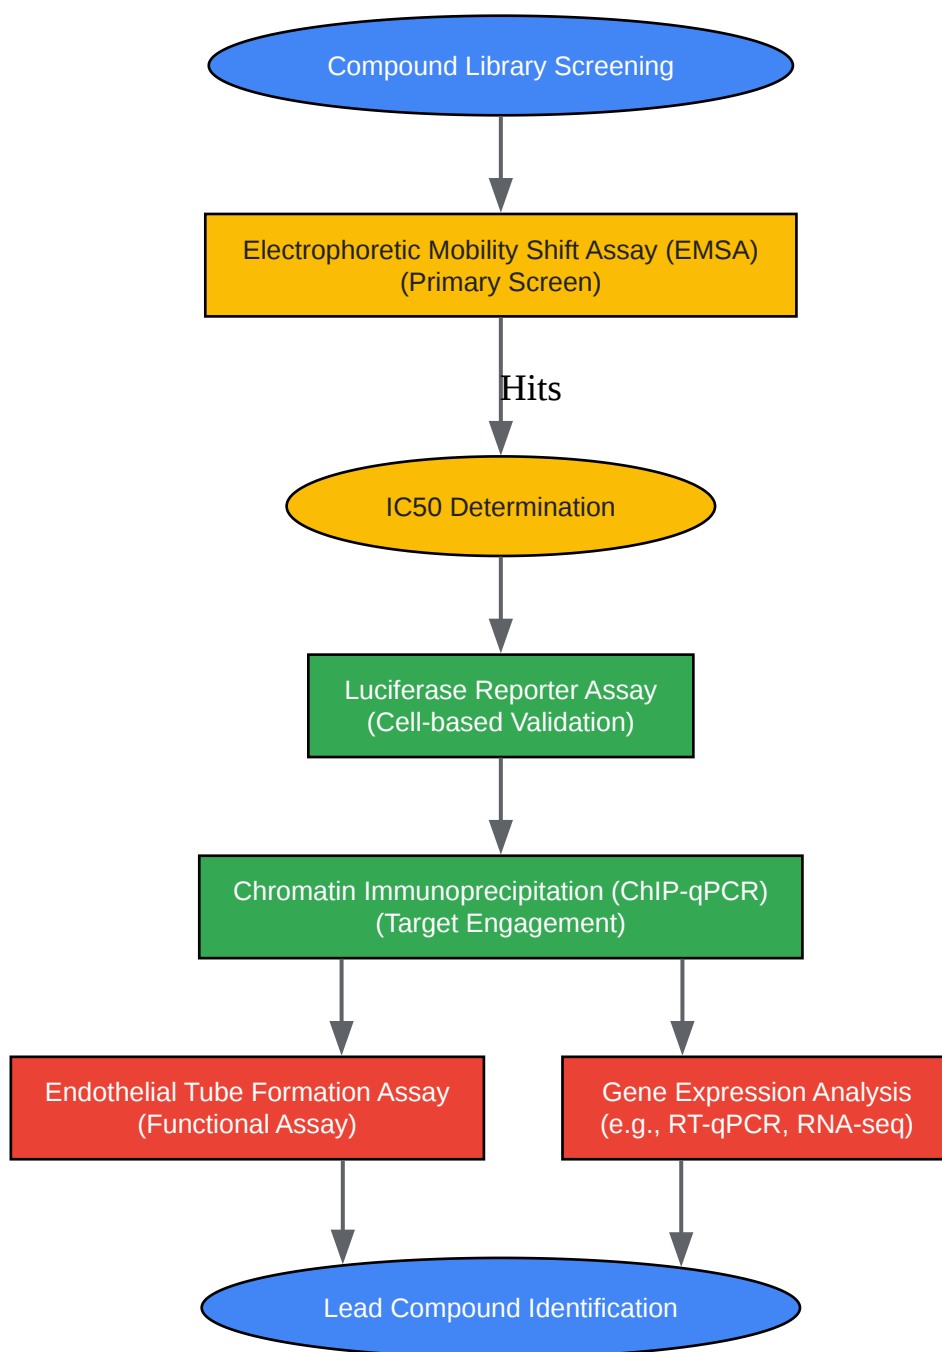 Compound Library Screening
Electrophoretic Mobility Shift Assay (EMSA)
(Primary Screen)
Hits
IC50 Determination
Luciferase Reporter Assay
(Cell-based Validation)
Chromatin Immunoprecipitation (ChIP-qPCR)
(Target Engagement)
Endothelial Tube Formation Assay
(Functional Assay)
Gene Expression Analysis
(e.g., RT-qPCR, RNA-seq)
Lead Compound Identification